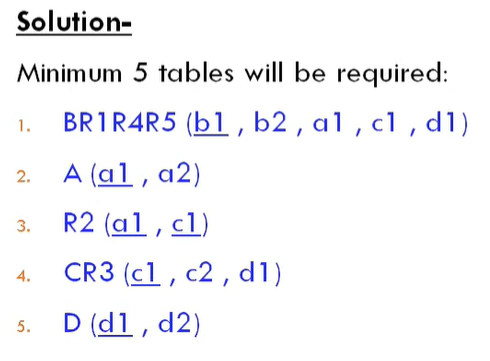 Solution-
Minimum 5 tables will be required:
1. BR1R4R5 (b1 , b2 , a1 , c1 , d1)
2. A (a1 , a2)
3. R2 (a1 , c1)
4. CR3 (c1 , c2 , d1)
5. D (d1 , d2)